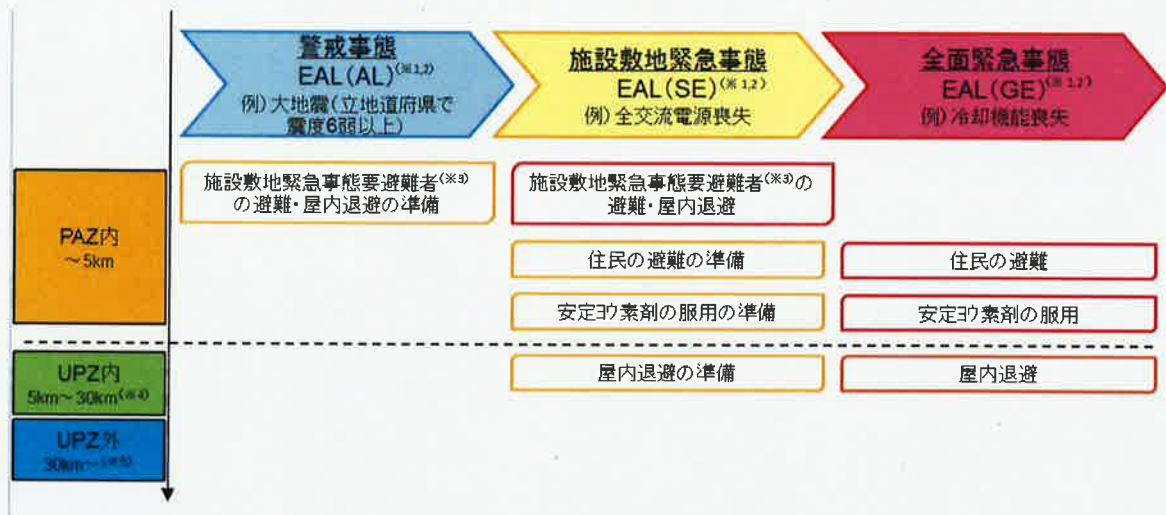 警戒事態
EAL(AL)(※1,2)
例)大地震(立地道府県で
震度6弱以上)
施設敷地緊急事態
EAL(SE)(※1,2)
例)全交流電源喪失
全面緊急事態
EAL(GE)(※1,2)
例)冷却機能喪失
PAZ内
～5km
施設敷地緊急事態要避難者(※3)
の避難・屋内退避の準備
施設敷地緊急事態要避難者(※3)の
避難・屋内退避
住民の避難の準備
住民の避難
安定ヨウ素剤の服用の準備
安定ヨウ素剤の服用
UPZ内
5km～30km(※4)
屋内退避の準備
屋内退避
UPZ外
30km～(※5)